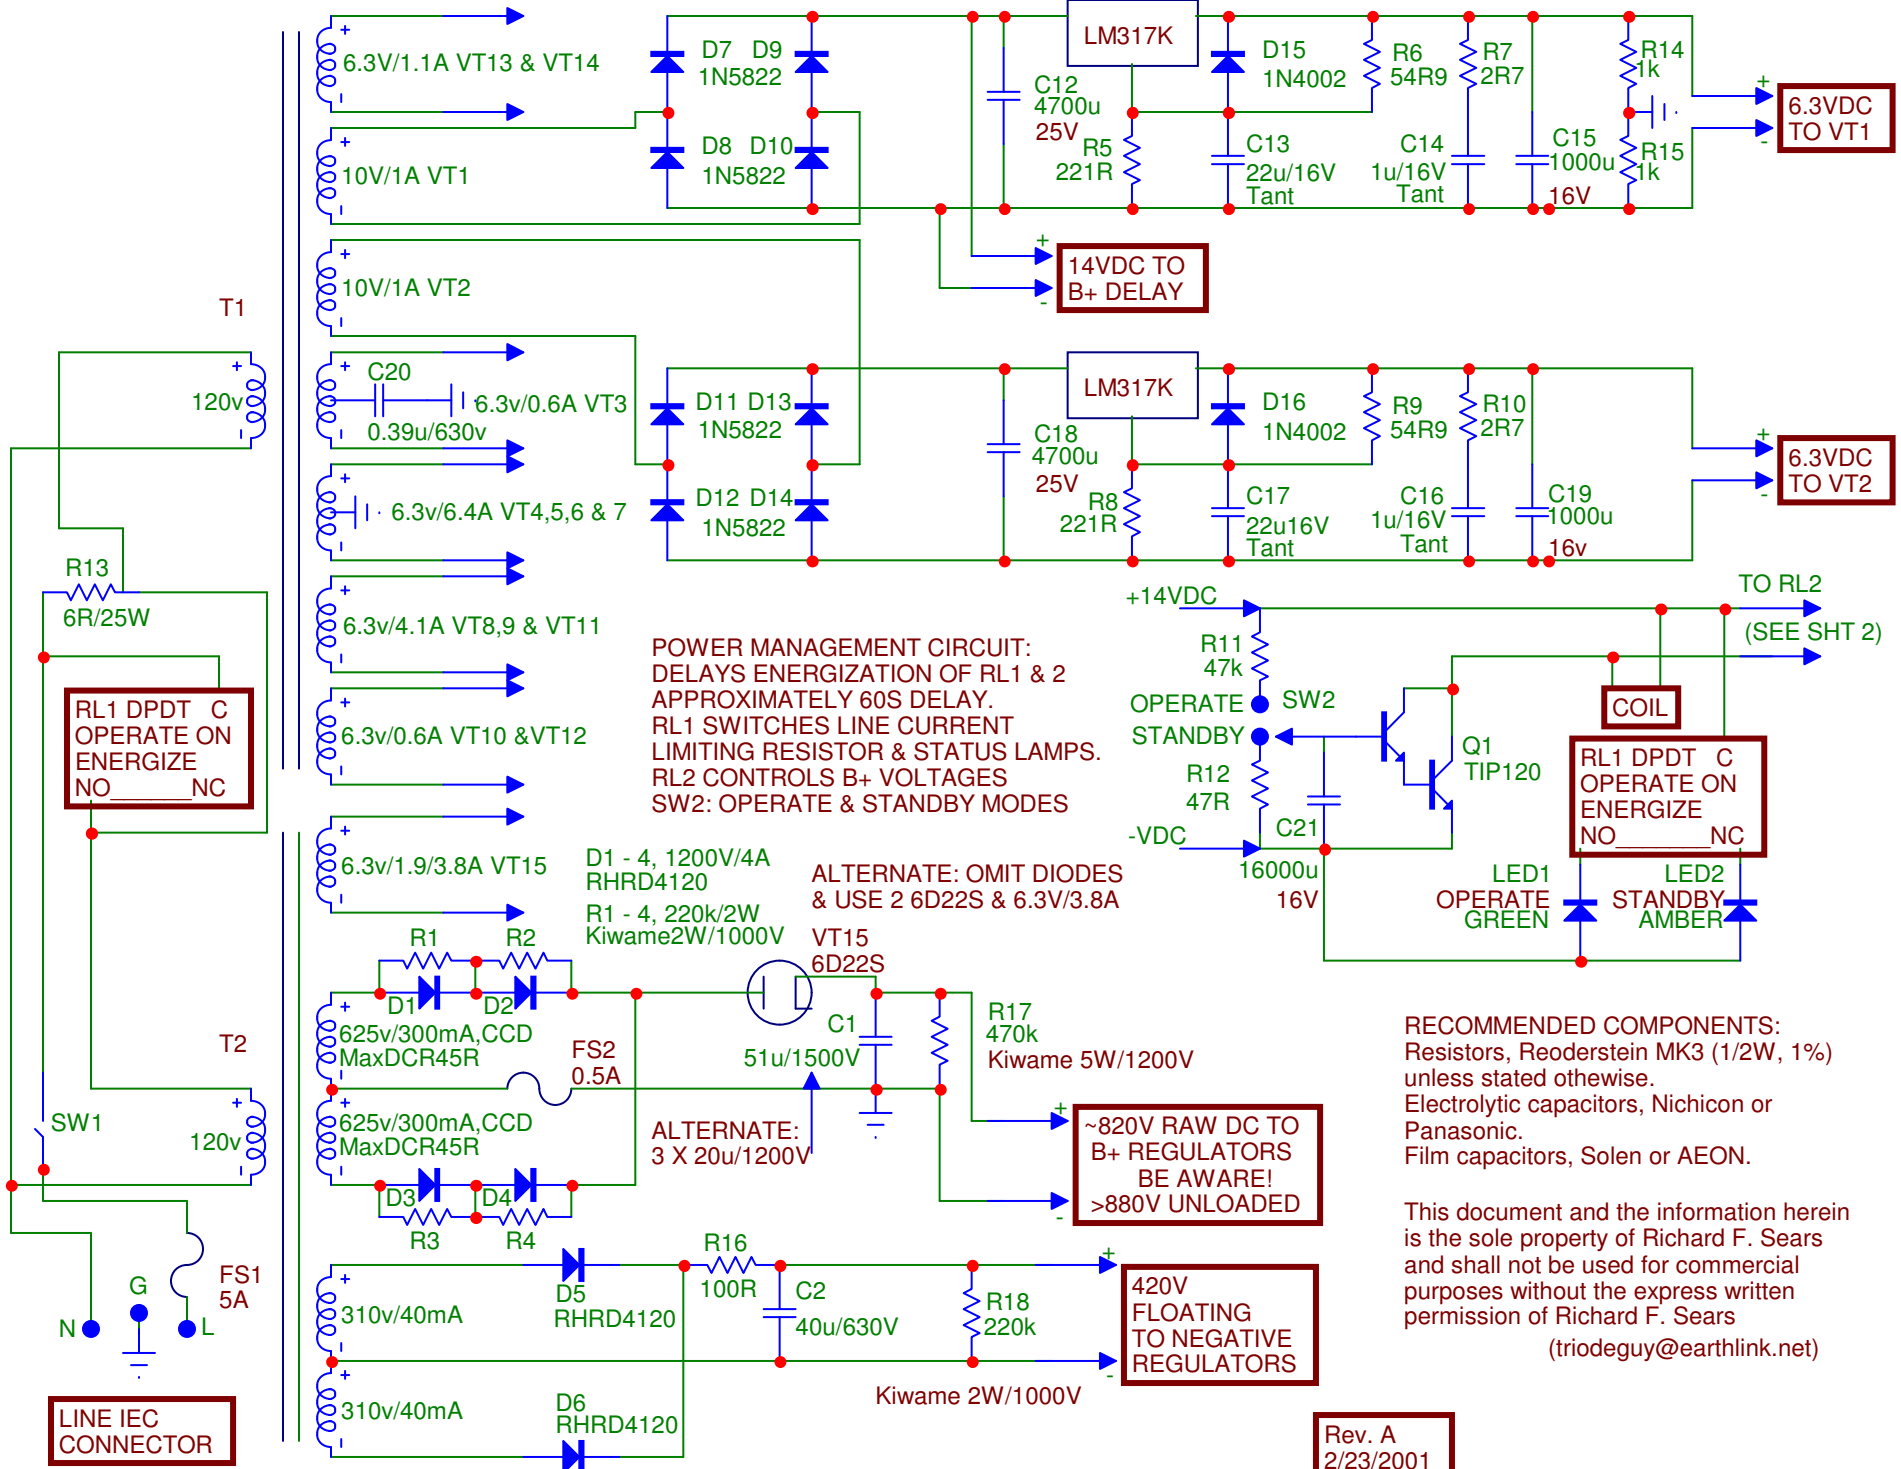 6.3V/1.1A VT13 & VT14
10V/1A VT1
10V/1A VT2
T1
120v
C20
0.39u/630v
6.3v/0.6A VT3
6.3v/6.4A VT4,5,6 & 7
6.3v/4.1A VT8,9 & VT11
6.3v/0.6A VT10 &VT12
6.3v/1.9/3.8A VT15
R13
6R/25W
RL1 DPDT C
OPERATE ON
ENERGIZE
NO______NC
D7 D9
1N5822
D8 D10
1N5822
C12
4700u
25V
LM317K
R5
221R
D15
1N4002
C13
22u/16V
Tant
R6
54R9
R7
2R7
C14
1u/16V
Tant
C15
1000u
16V
R14
1k
R15
1k
+
6.3VDC
TO VT1
-
+
14VDC TO
B+ DELAY
-
D11 D13
1N5822
D12 D14
1N5822
C18
4700u
25V
LM317K
R8
221R
D16
1N4002
C17
22u16V
Tant
R9
54R9
R10
2R7
C16
1u/16V
Tant
C19
1000u
16v
+
6.3VDC
TO VT2
-
POWER MANAGEMENT CIRCUIT:
DELAYS ENERGIZATION OF RL1 & 2
APPROXIMATELY 60S DELAY.
RL1 SWITCHES LINE CURRENT
LIMITING RESISTOR & STATUS LAMPS.
RL2 CONTROLS B+ VOLTAGES
SW2: OPERATE & STANDBY MODES
+14VDC
R11
47k
OPERATE
SW2
STANDBY
R12
47R
-VDC
C21
16000u
16V
Q1
TIP120
TO RL2
(SEE SHT 2)
COIL
RL1 DPDT C
OPERATE ON
ENERGIZE
NO_______NC
LED1
OPERATE
GREEN
LED2
STANDBY
AMBER
D1 - 4, 1200V/4A
RHRD4120
R1 - 4, 220k/2W
Kiwame2W/1000V
ALTERNATE: OMIT DIODES
& USE 2 6D22S & 6.3V/3.8A
R1 R2
D1 D2
VT15
6D22S
625v/300mA,CCD
MaxDCR45R
FS2
0.5A
T2
120v
625v/300mA,CCD
MaxDCR45R
D3 D4
R3 R4
C1
51u/1500V
R17
470k
Kiwame 5W/1200V
ALTERNATE:
3 X 20u/1200V
+
~820V RAW DC TO
B+ REGULATORS
BE AWARE!
>880V UNLOADED
-
SW1
FS1
5A
N
G
L
LINE IEC
CONNECTOR
310v/40mA
310v/40mA
D5
RHRD4120
D6
RHRD4120
R16
100R
C2
40u/630V
R18
220k
Kiwame 2W/1000V
+
420V
FLOATING
TO NEGATIVE
REGULATORS
-
RECOMMENDED COMPONENTS:
Resistors, Reoderstein MK3 (1/2W, 1%)
unless stated othewise.
Electrolytic capacitors, Nichicon or
Panasonic.
Film capacitors, Solen or AEON.
This document and the information herein
is the sole property of Richard F. Sears
and shall not be used for commercial
purposes without the express written
permission of Richard F. Sears
(triodeguy@earthlink.net)
Rev. A
2/23/2001